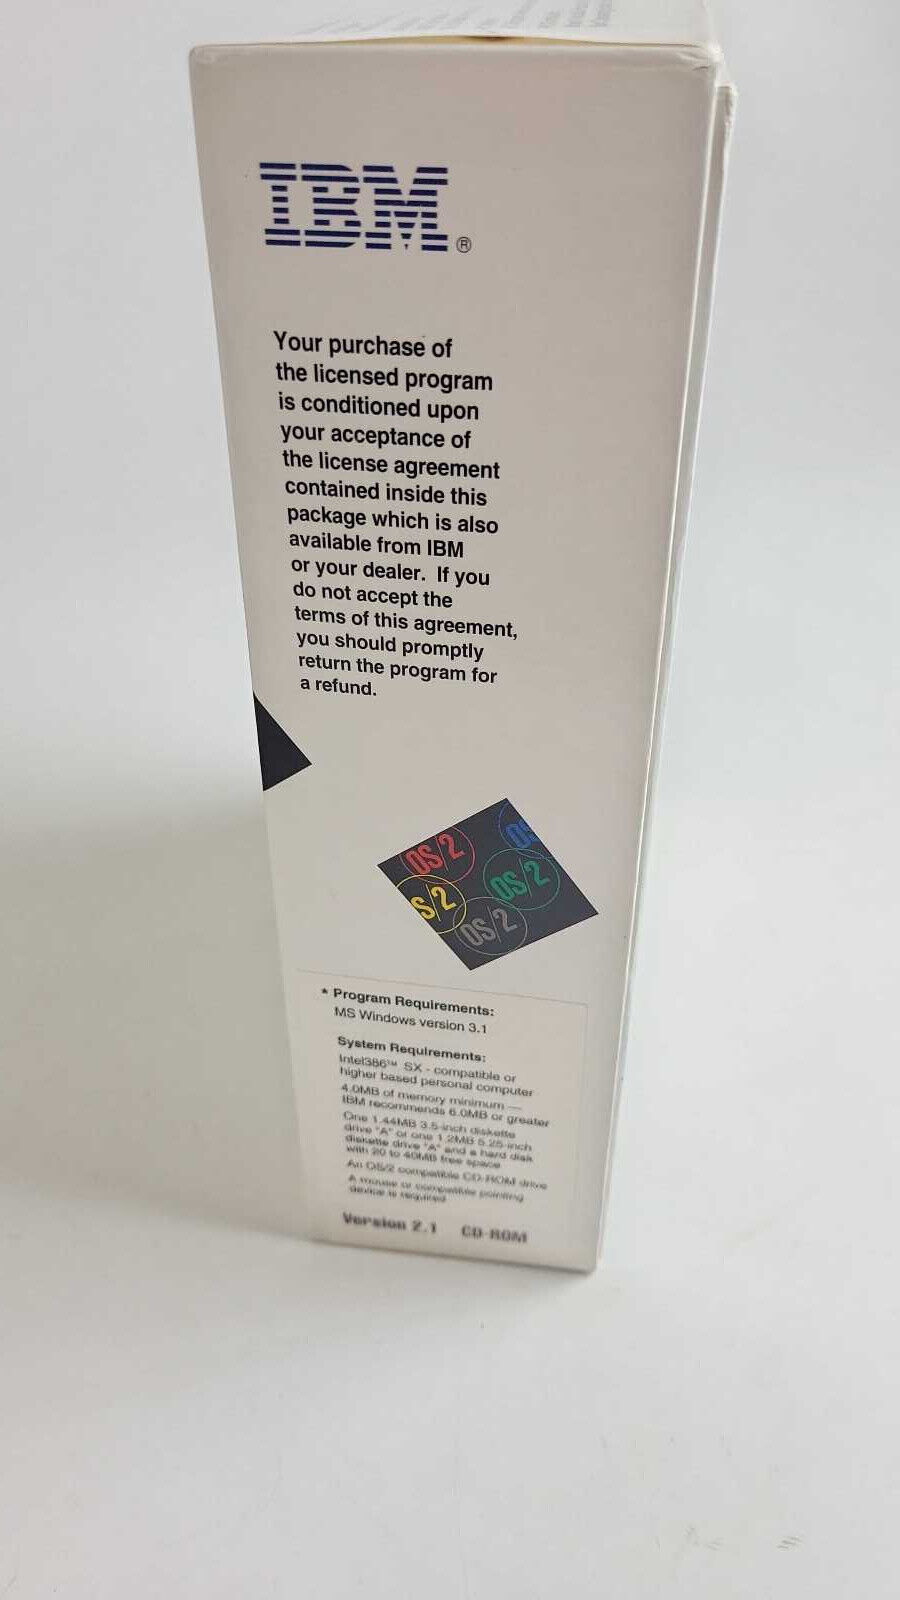 IBM®
Your purchase of
the licensed program
is conditioned upon
your acceptance of
the license agreement
contained inside this
package which is also
available from IBM
or your dealer. If you
do not accept the
terms of this agreement,
you should promptly
return the program for
a refund.
OS/2
OS
OS/2
S/2
OS/2
* Program Requirements:
MS Windows version 3.1
System Requirements:
Intel386™ SX - compatible or
higher based personal computer
4.0MB of memory minimum —
IBM recommends 6.0MB or greater
One 1.44MB 3.5-inch diskette
drive "A" or one 1.2MB 5.25-inch
diskette drive "A" and a hard disk
with 20 to 40MB free space
An OS/2 compatible CD-ROM drive
A mouse or compatible pointing
device is required
Version 2.1 CD-ROM